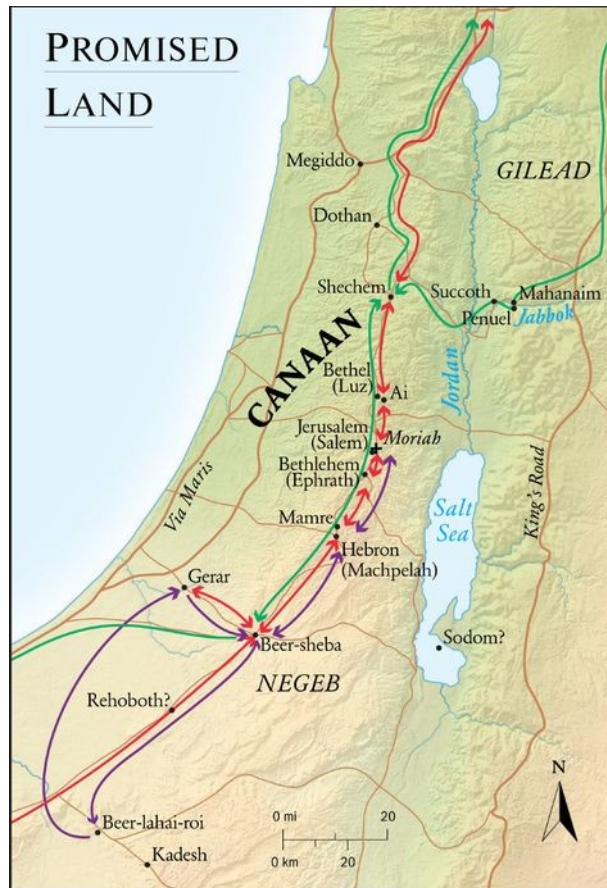 PROMISED
LAND
Megiddo
GILEAD
Dothan
Shechem
Succoth
Mahanaim
Penuel
Jabbok
CANAAN
Jordan
Bethel
(Luz)
Ai
Jerusalem
(Salem)
Moriah
Bethlehem
(Ephrath)
Via Maris
King's Road
Salt
Sea
Mamre
Hebron
(Machpelah)
Gerar
Beer-sheba
Sodom?
NEGEB
Rehoboth?
N
Beer-lahai-roi
Kadesh
0 mi 20
0 km 20